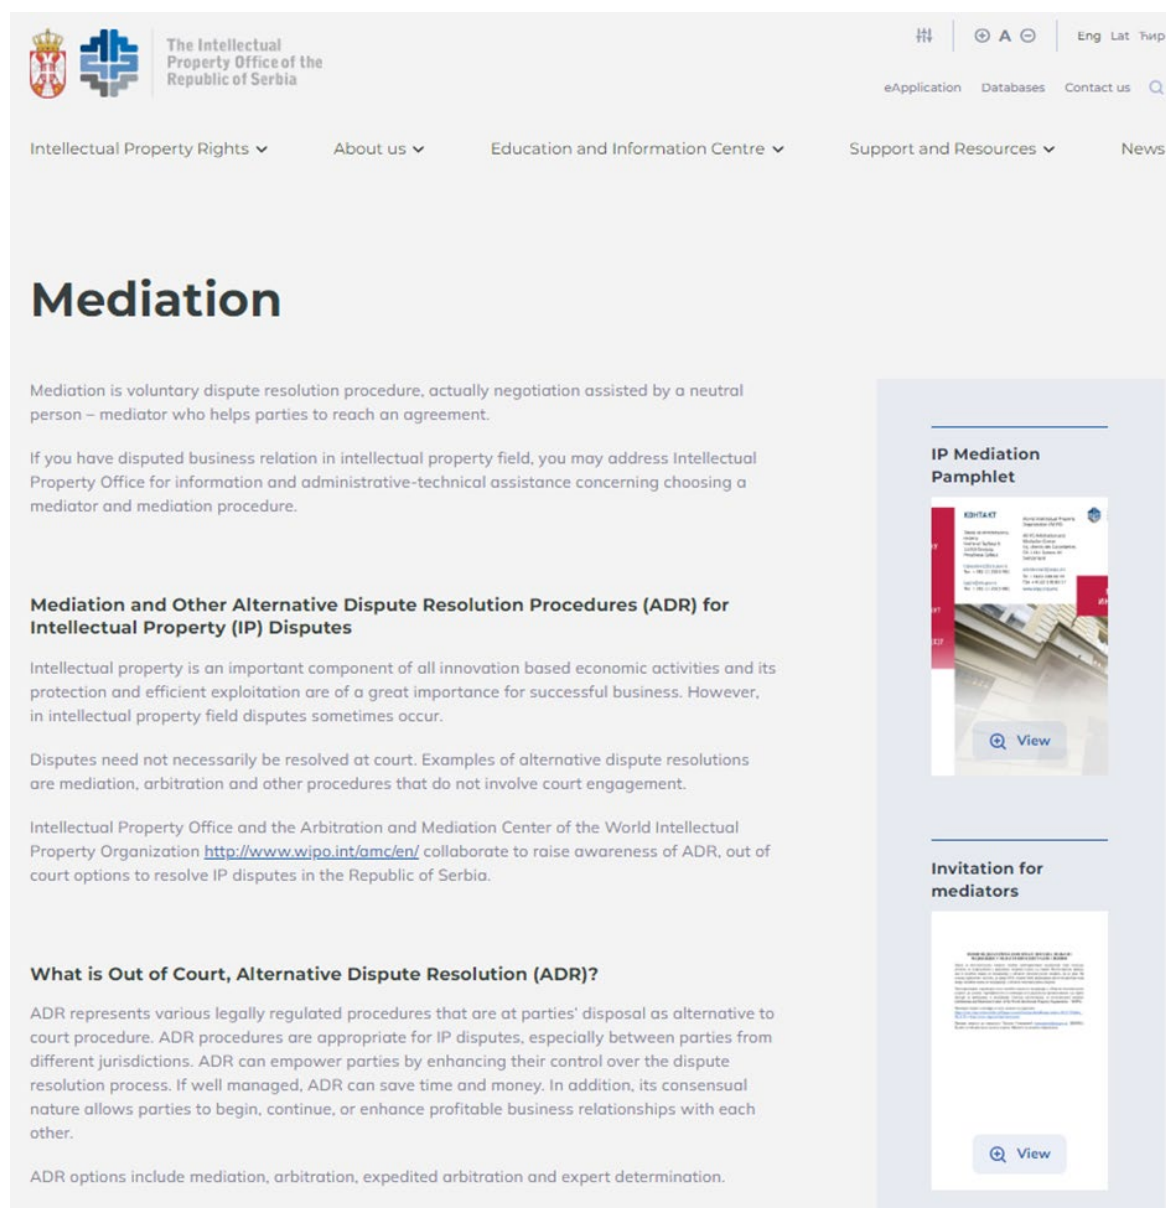 The Intellectual
Property Office of the
Republic of Serbia
A
Eng Lat Ћир
eApplication Databases Contact us
Intellectual Property Rights
About us
Education and Information Centre
Support and Resources
News
Mediation
Mediation is voluntary dispute resolution procedure, actually negotiation assisted by a neutral
person – mediator who helps parties to reach an agreement.
If you have disputed business relation in intellectual property field, you may address Intellectual
Property Office for information and administrative-technical assistance concerning choosing a
mediator and mediation procedure.
Mediation and Other Alternative Dispute Resolution Procedures (ADR) for
Intellectual Property (IP) Disputes
Intellectual property is an important component of all innovation based economic activities and its
protection and efficient exploitation are of a great importance for successful business. However,
in intellectual property field disputes sometimes occur.
Disputes need not necessarily be resolved at court. Examples of alternative dispute resolutions
are mediation, arbitration and other procedures that do not involve court engagement.
Intellectual Property Office and the Arbitration and Mediation Center of the World Intellectual
Property Organization http://www.wipo.int/amc/en/ collaborate to raise awareness of ADR, out of
court options to resolve IP disputes in the Republic of Serbia.
What is Out of Court, Alternative Dispute Resolution (ADR)?
ADR represents various legally regulated procedures that are at parties' disposal as alternative to
court procedure. ADR procedures are appropriate for IP disputes, especially between parties from
different jurisdictions. ADR can empower parties by enhancing their control over the dispute
resolution process. If well managed, ADR can save time and money. In addition, its consensual
nature allows parties to begin, continue, or enhance profitable business relationships with each
other.
ADR options include mediation, arbitration, expedited arbitration and expert determination.
IP Mediation
Pamphlet
КОНТАКТ
View
Invitation for
mediators
View